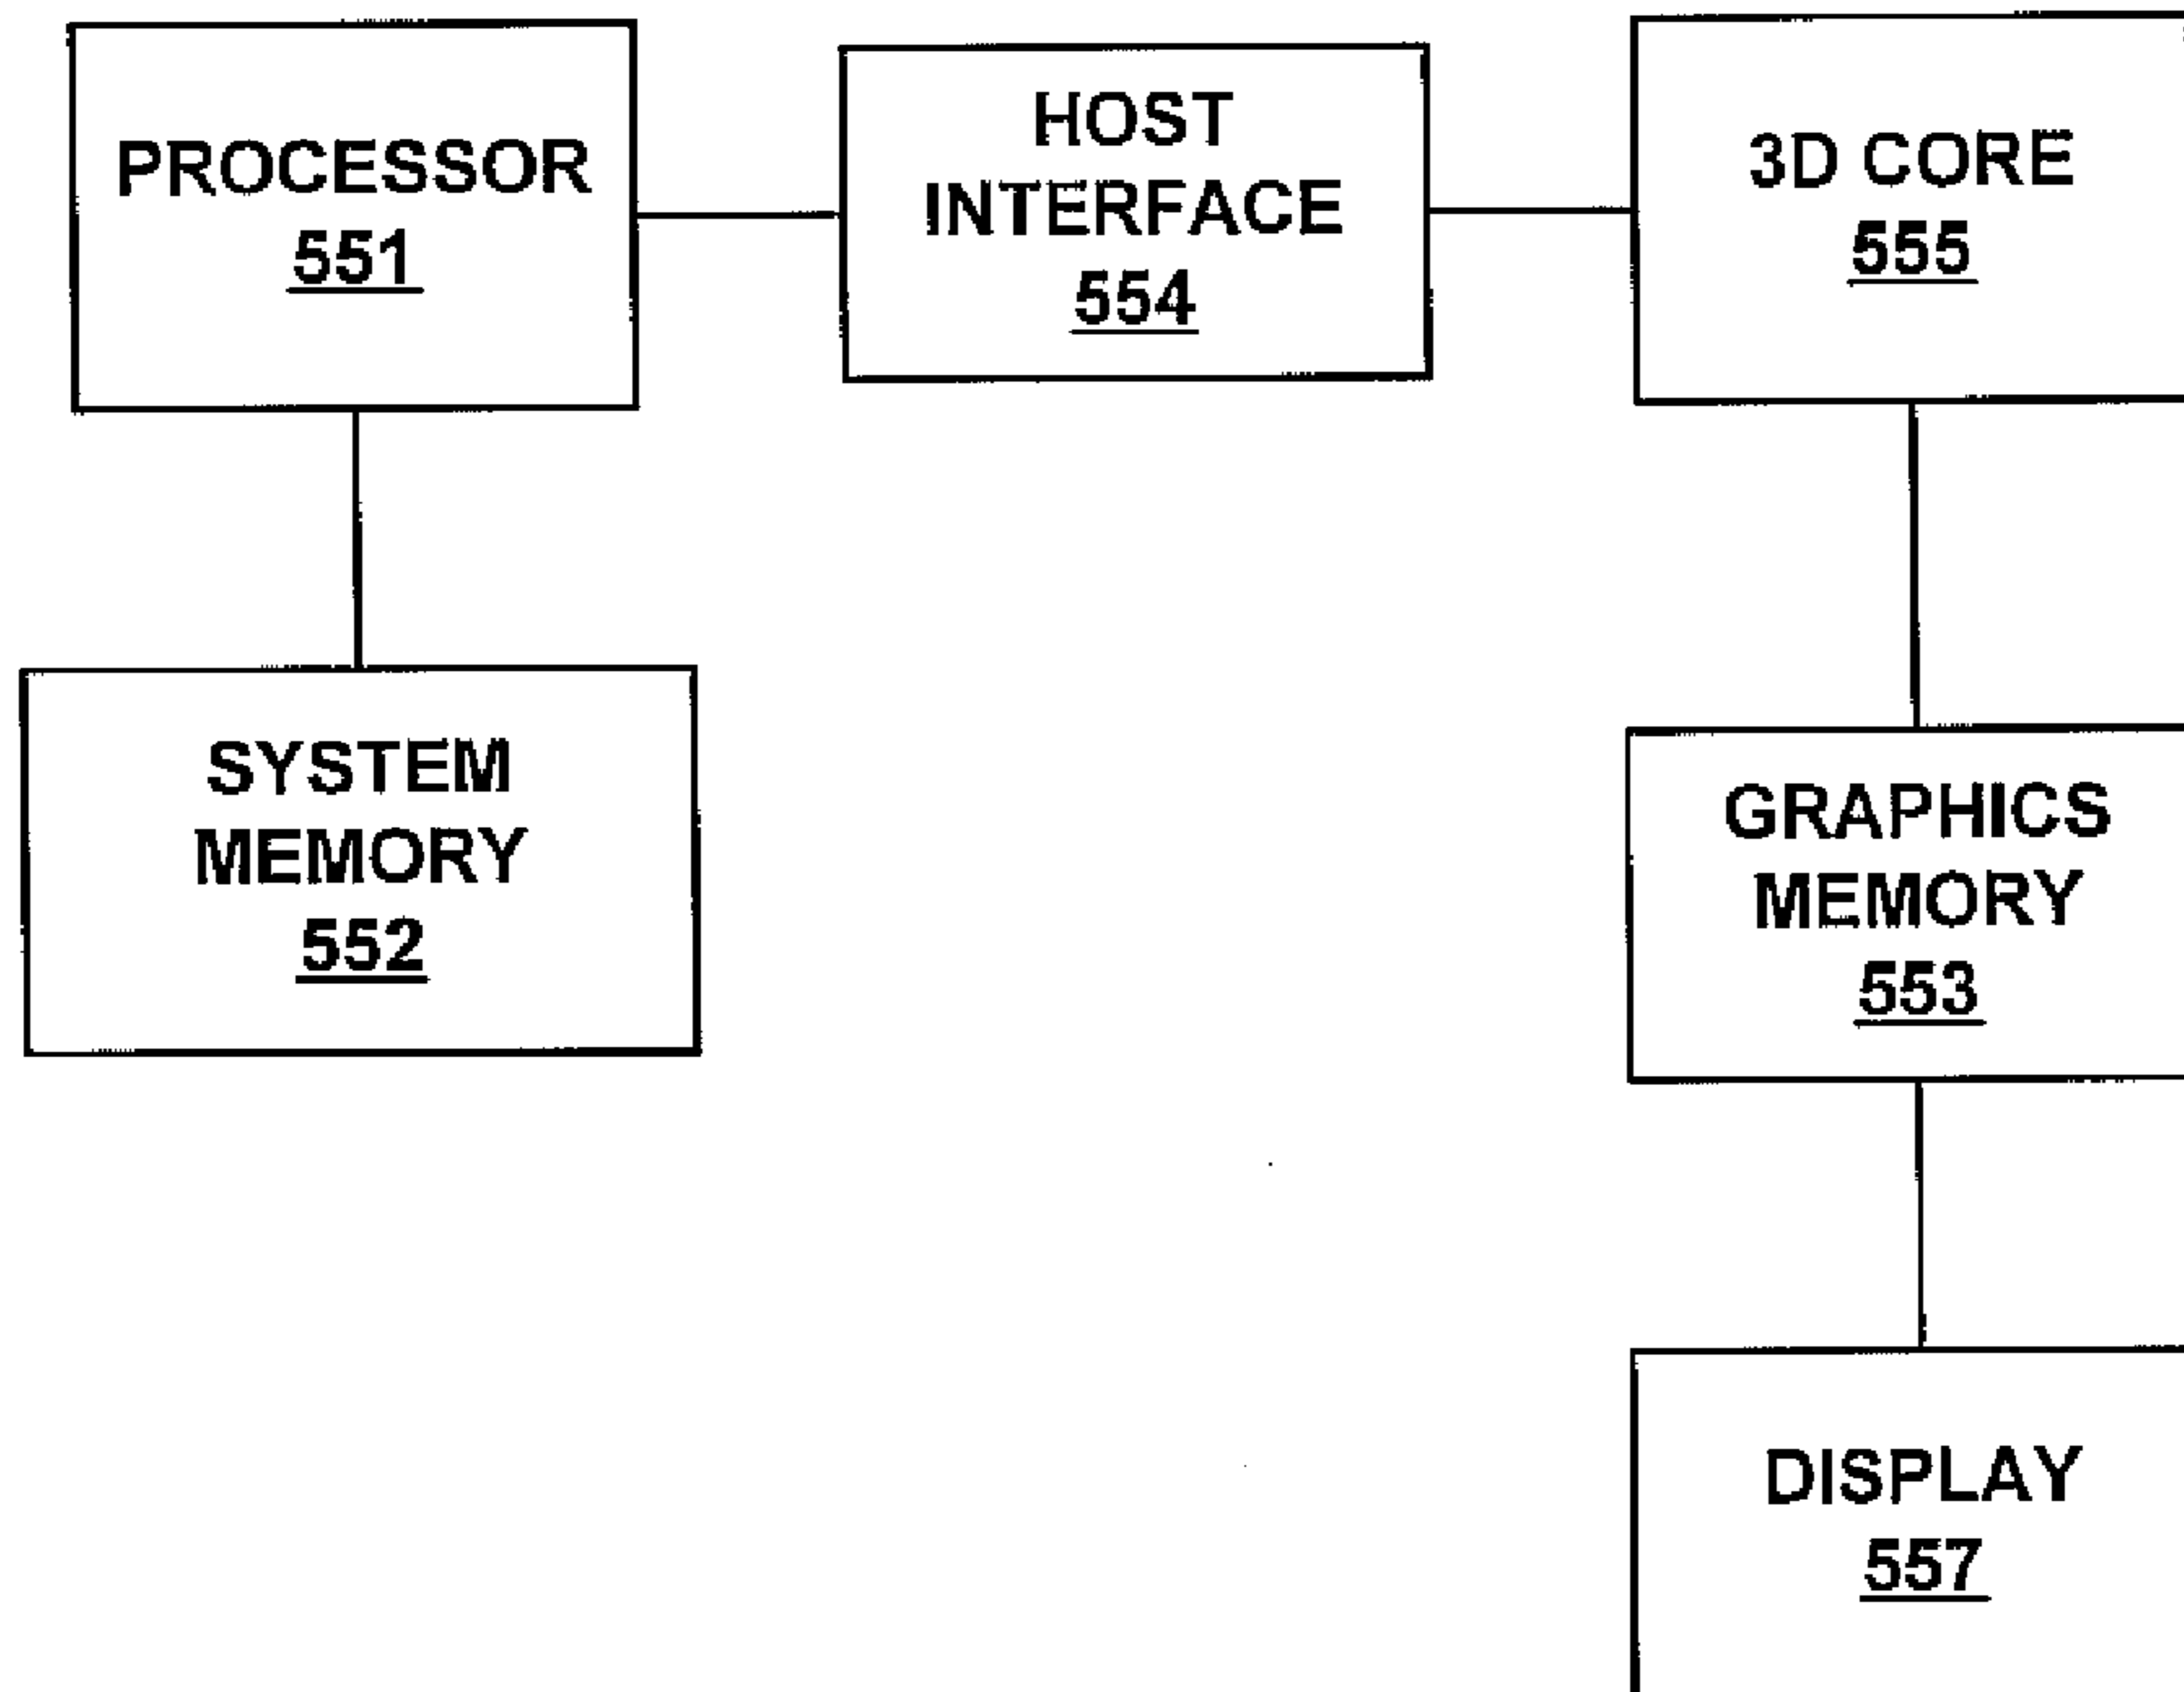 PROCESSOR
551
HOST
INTERFACE
554
3D CORE
555
SYSTEM
MEMORY
552
GRAPHICS
MEMORY
553
DISPLAY
557